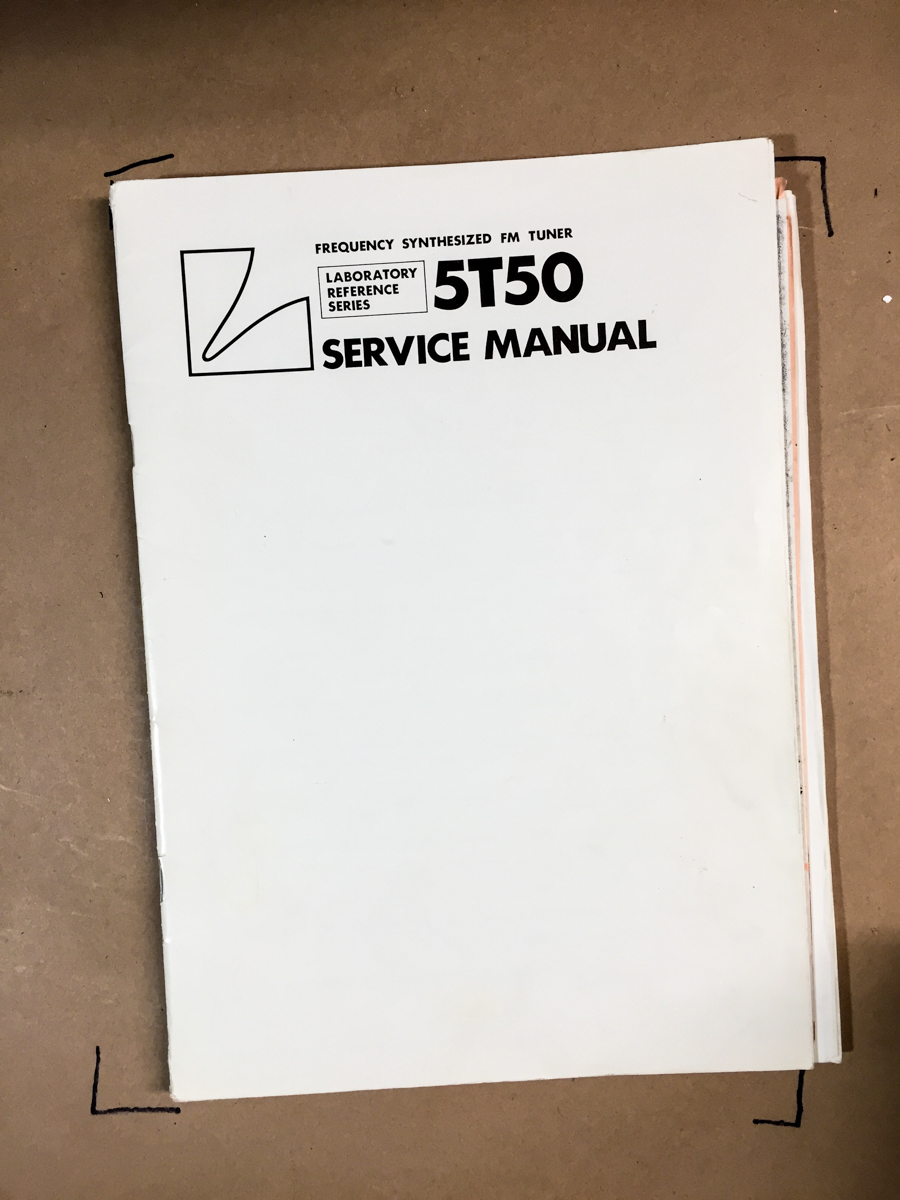 FREQUENCY SYNTHESIZED FM TUNER
LABORATORY
REFERENCE
SERIES
5T50
SERVICE MANUAL